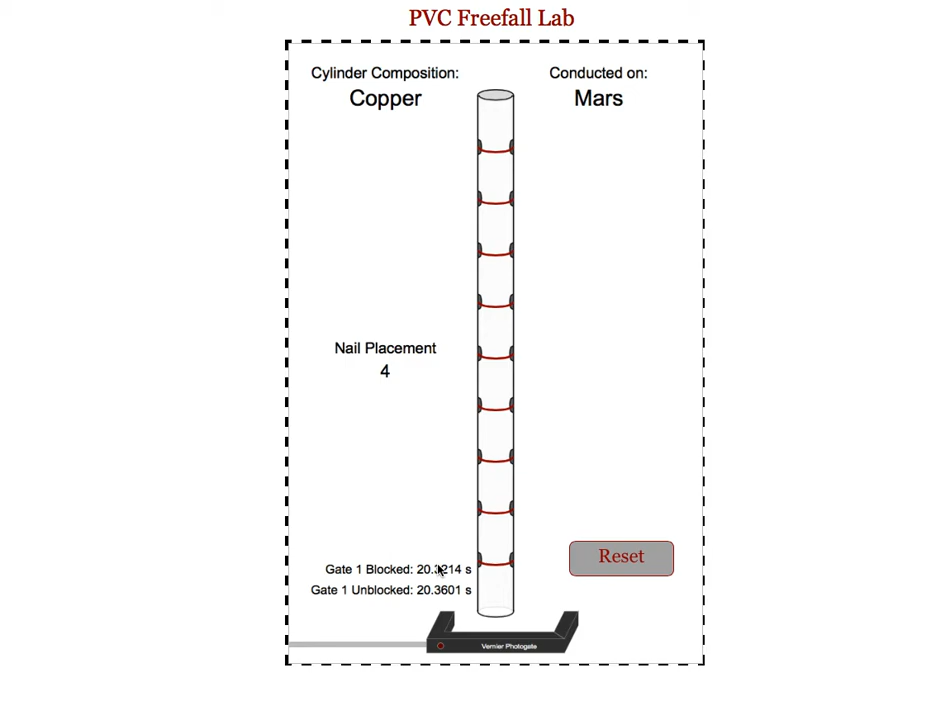 PVC Freefall Lab
Cylinder Composition:
Copper
Conducted on:
Mars
Nail Placement
4
Reset
Gate 1 Blocked:
Gate 1 Unblocked: 20.3601 s
Vernier Photogate